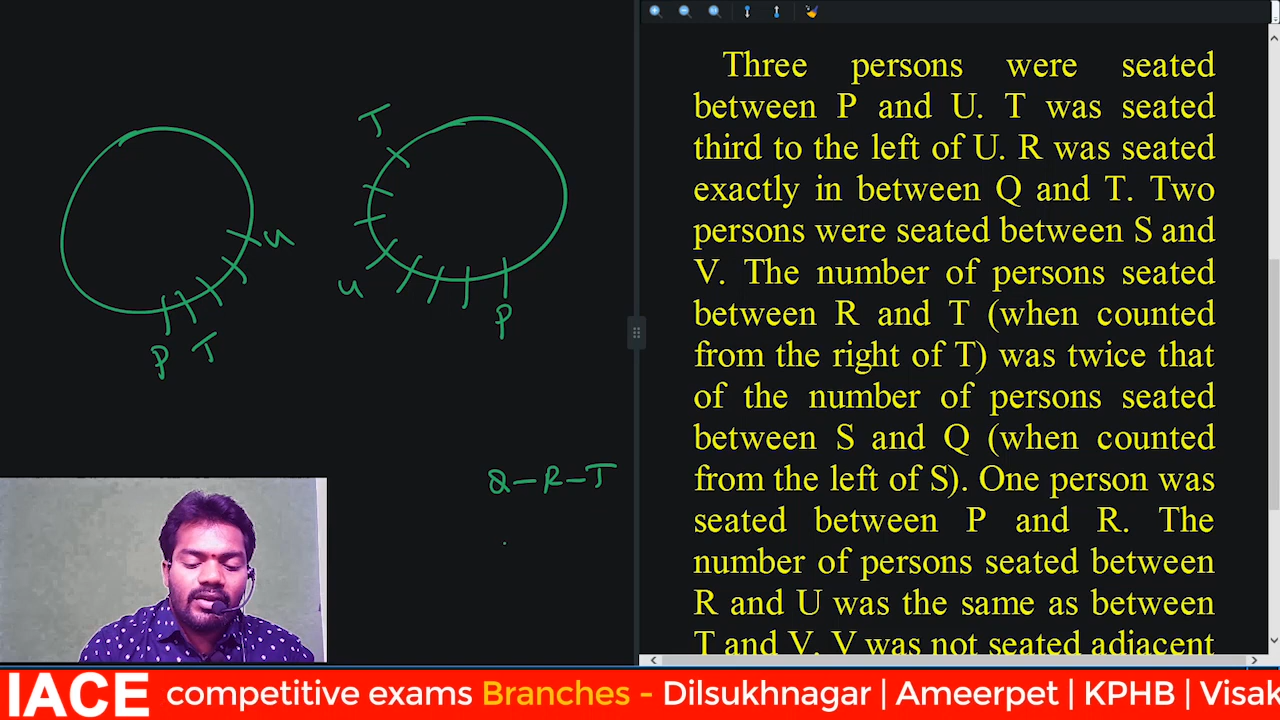 Three persons were seated
between P and U. T was seated
third to the left of U. R was seated
exactly in between Q and T. Two
persons were seated between S and
V. The number of persons seated
between R and T (when counted
from the right of T) was twice that
of the number of persons seated
between S and Q (when counted
from the left of S). One person was
seated between P and R. The
number of persons seated between
R and U was the same as between
T and V. V was not seated adjacent
T
u
u
P
P T
Q - R - T
IACE competitive exams Branches - Dilsukhnagar | Ameerpet | KPHB | Visak